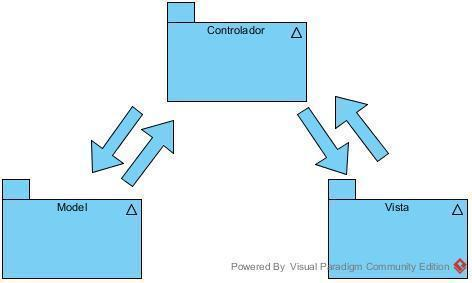 Controlador
Model
Vista
Powered By Visual Paradigm Community Edition